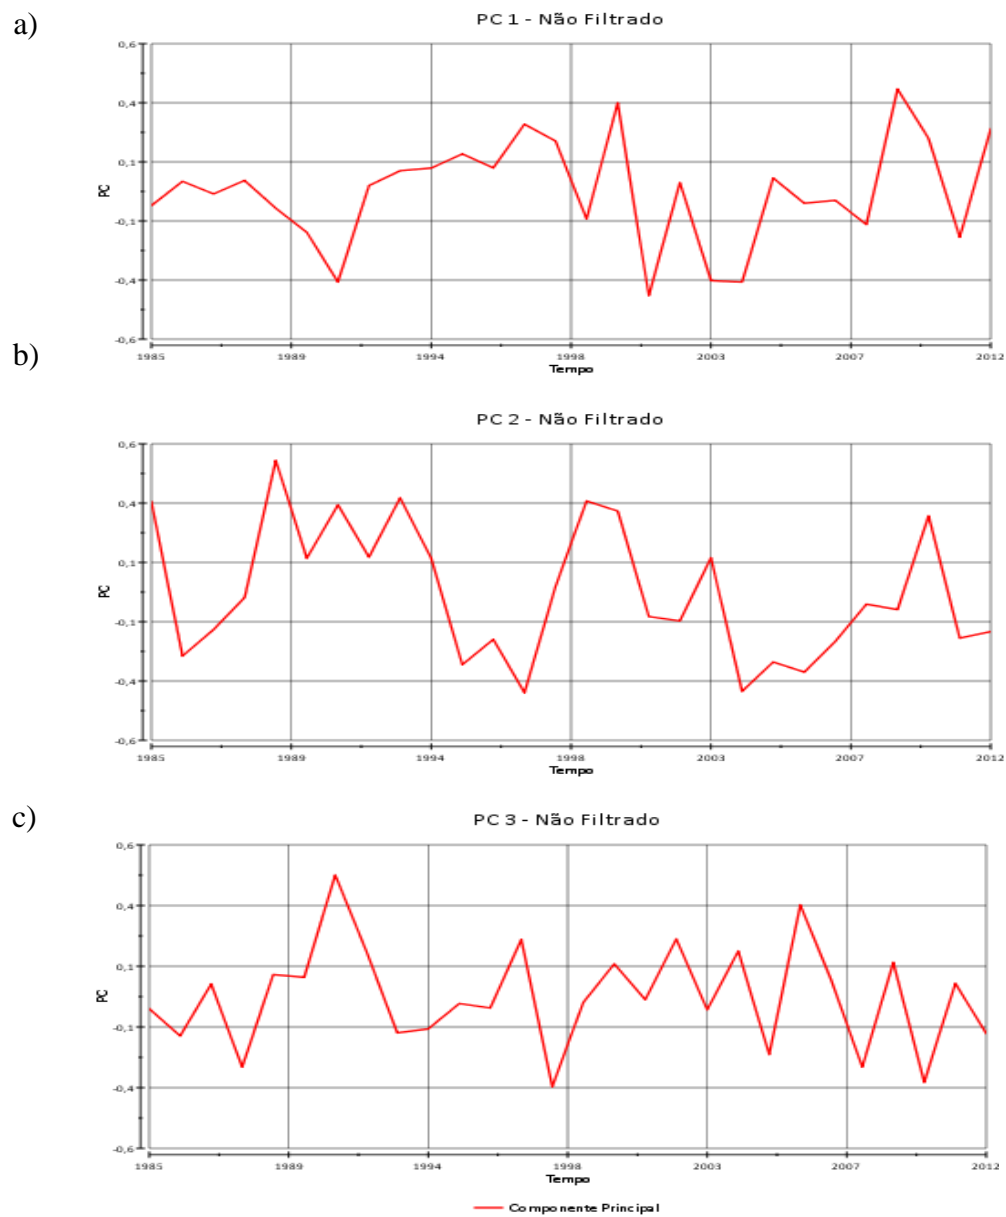 a)
PC 1 - Não Filtrado
0,6
0,4
0,1
-0,1
-0,4
-0,6
PC
1985 1989 1994 1998 2003 2007 2012
Tempo
b)
PC 2 - Não Filtrado
0,6
0,4
0,1
-0,1
-0,4
-0,6
PC
1985 1989 1994 1998 2003 2007 2012
Tempo
c)
PC 3 - Não Filtrado
0,6
0,4
0,1
-0,1
-0,4
-0,6
PC
1985 1989 1994 1998 2003 2007 2012
Tempo
Componente Principal